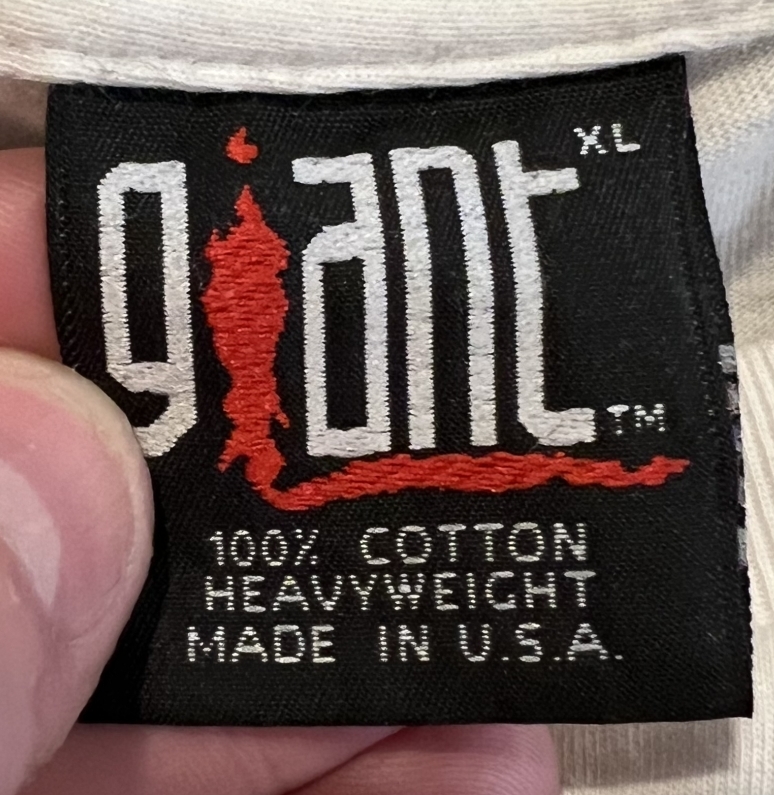 giant XL
TM
100% COTTON
HEAVYWEIGHT
MADE IN U.S.A.